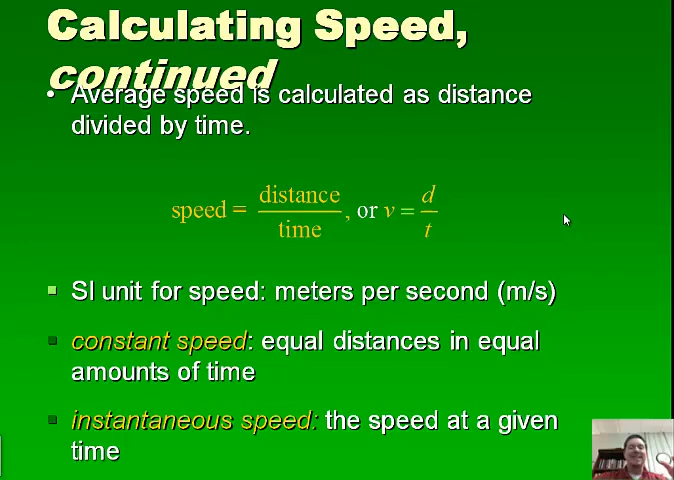 Calculating Speed,
continued
• Average speed is calculated as distance
divided by time.
speed = distance/time, or v = d/t
SI unit for speed: meters per second (m/s)
constant speed: equal distances in equal
amounts of time
instantaneous speed: the speed at a given
time